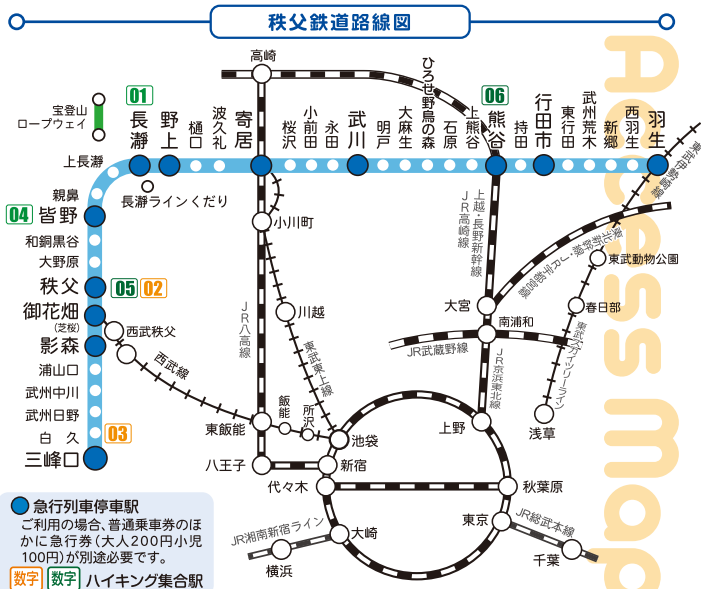 秩父鉄道路線図
Access Map
高崎
01
06
宝登山
ロープウェイ
長瀞
野上
樋口
波久礼
寄居
桜沢
小前田
永田
武川
明戸
大麻生
ひろせ野鳥の森
石原
上熊谷
熊谷
持田
行田市
東行田
武州荒木
新郷
西羽生
羽生
上長瀞
長瀞ラインくだり
親鼻
04
皆野
和銅黒谷
大野原
秩父
05
02
御花畑
(芝桜)
西武秩父
影森
浦山口
武州中川
武州日野
白久
03
三峰口
西武線
小川町
川越
JR八高線
東武東上線
東飯能
飯能
所沢
池袋
八王子
新宿
代々木
上越・長野新幹線
JR高崎線
東北新幹線・JR宇都宮線
東武伊勢崎線
東武動物公園
春日部
東武スカイツリーライン
浅草
大宮
南浦和
JR武蔵野線
JR京浜東北線
上野
秋葉原
東京
JR総武本線
千葉
JR湘南新宿ライン
大崎
横浜
急行列車停車駅
ご利用の場合、普通乗車券のほ
かに急行券(大人200円小児
100円)が別途必要です。
数字 数字 ハイキング集合駅